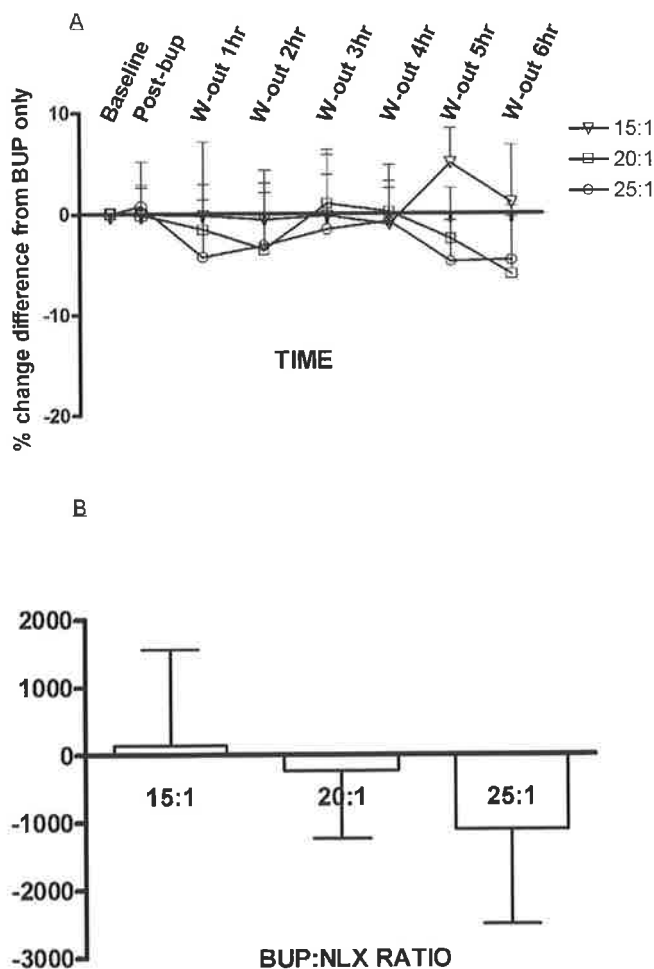 A
Baseline
Post-bup
W-out 1hr
W-out 2hr
W-out 3hr
W-out 4hr
W-out 5hr
W-out 6hr
% change difference from BUP only
10
0
-10
-20
TIME
15:1
20:1
25:1
B
2000
1000
0
-1000
-2000
-3000
15:1
20:1
25:1
BUP:NLX RATIO